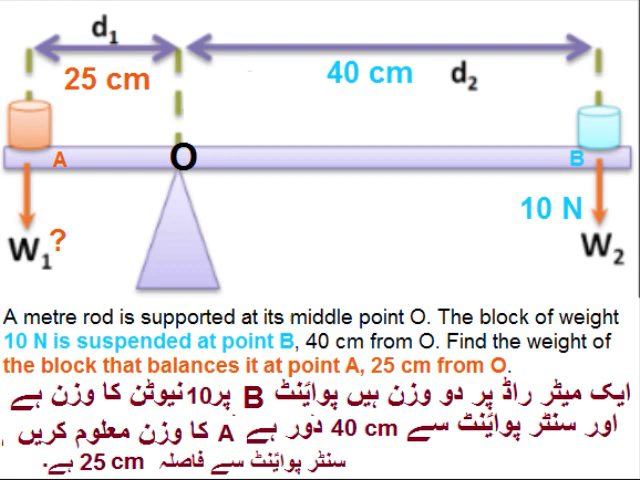 d₁
25 cm
40 cm d₂
A O B
10 N
W₁?
W₂
A metre rod is supported at its middle point O. The block of weight
10 N is suspended at point B, 40 cm from O. Find the weight of
the block that balances it at point A, 25 cm from O.
ایک میٹر راڈ پر دو وزن ہیں پوائنٹ B پر10نیوٹن کا وزن ہے
اور سنٹر پوائنٹ سے 40 cm دُور ہے A کا وزن معلوم کریں
سنٹر پوائنٹ سے فاصلہ 25 cm ہے۔